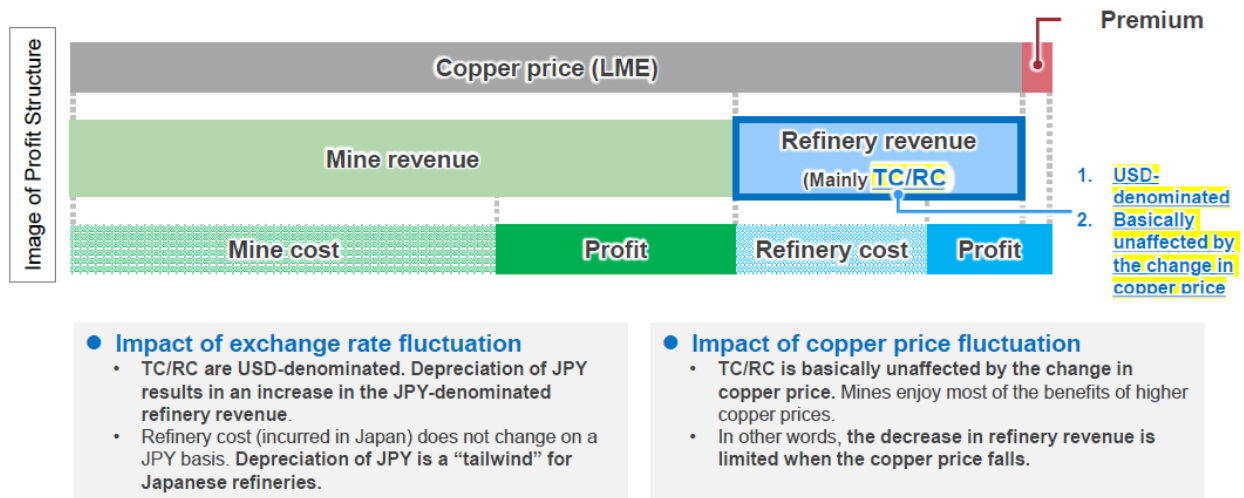 Image of Profit Structure
Premium
Copper price (LME)
Mine revenue
Refinery revenue
(Mainly TC/RC
Mine cost
Profit
Refinery cost
Profit
1. USD-
denominated
2. Basically
unaffected by
the change in
copper price
● Impact of exchange rate fluctuation
• TC/RC are USD-denominated. Depreciation of JPY
results in an increase in the JPY-denominated
refinery revenue.
• Refinery cost (incurred in Japan) does not change on a
JPY basis. Depreciation of JPY is a “tailwind” for
Japanese refineries.
● Impact of copper price fluctuation
• TC/RC is basically unaffected by the change in
copper price. Mines enjoy most of the benefits of higher
copper prices.
• In other words, the decrease in refinery revenue is
limited when the copper price falls.